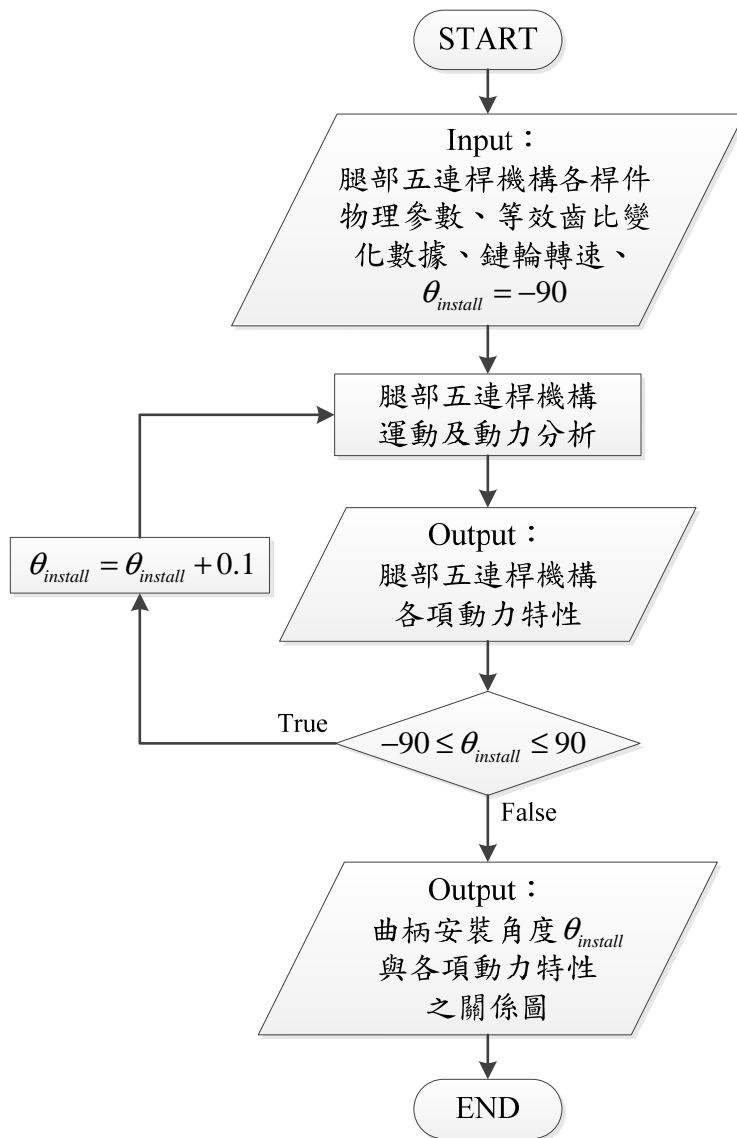 START
Input：
腿部五連桿機構各桿件
物理參數、等效齒比變
化數據、鏈輪轉速、
θinstall = −90
腿部五連桿機構
運動及動力分析
Output：
腿部五連桿機構
各項動力特性
θinstall = θinstall + 0.1
True
−90 ≤ θinstall ≤ 90
False
Output：
曲柄安裝角度θinstall
與各項動力特性
之關係圖
END